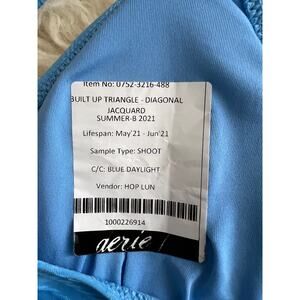 Item No: 0752-3216-488
BUILT UP TRIANGLE - DIAGONAL
JACQUARD
SUMMER-B 2021
Lifespan: May'21 - Jun'21
Sample Type: SHOOT
C/C: BLUE DAYLIGHT
Vendor: HOP LUN
1000226914
aerie